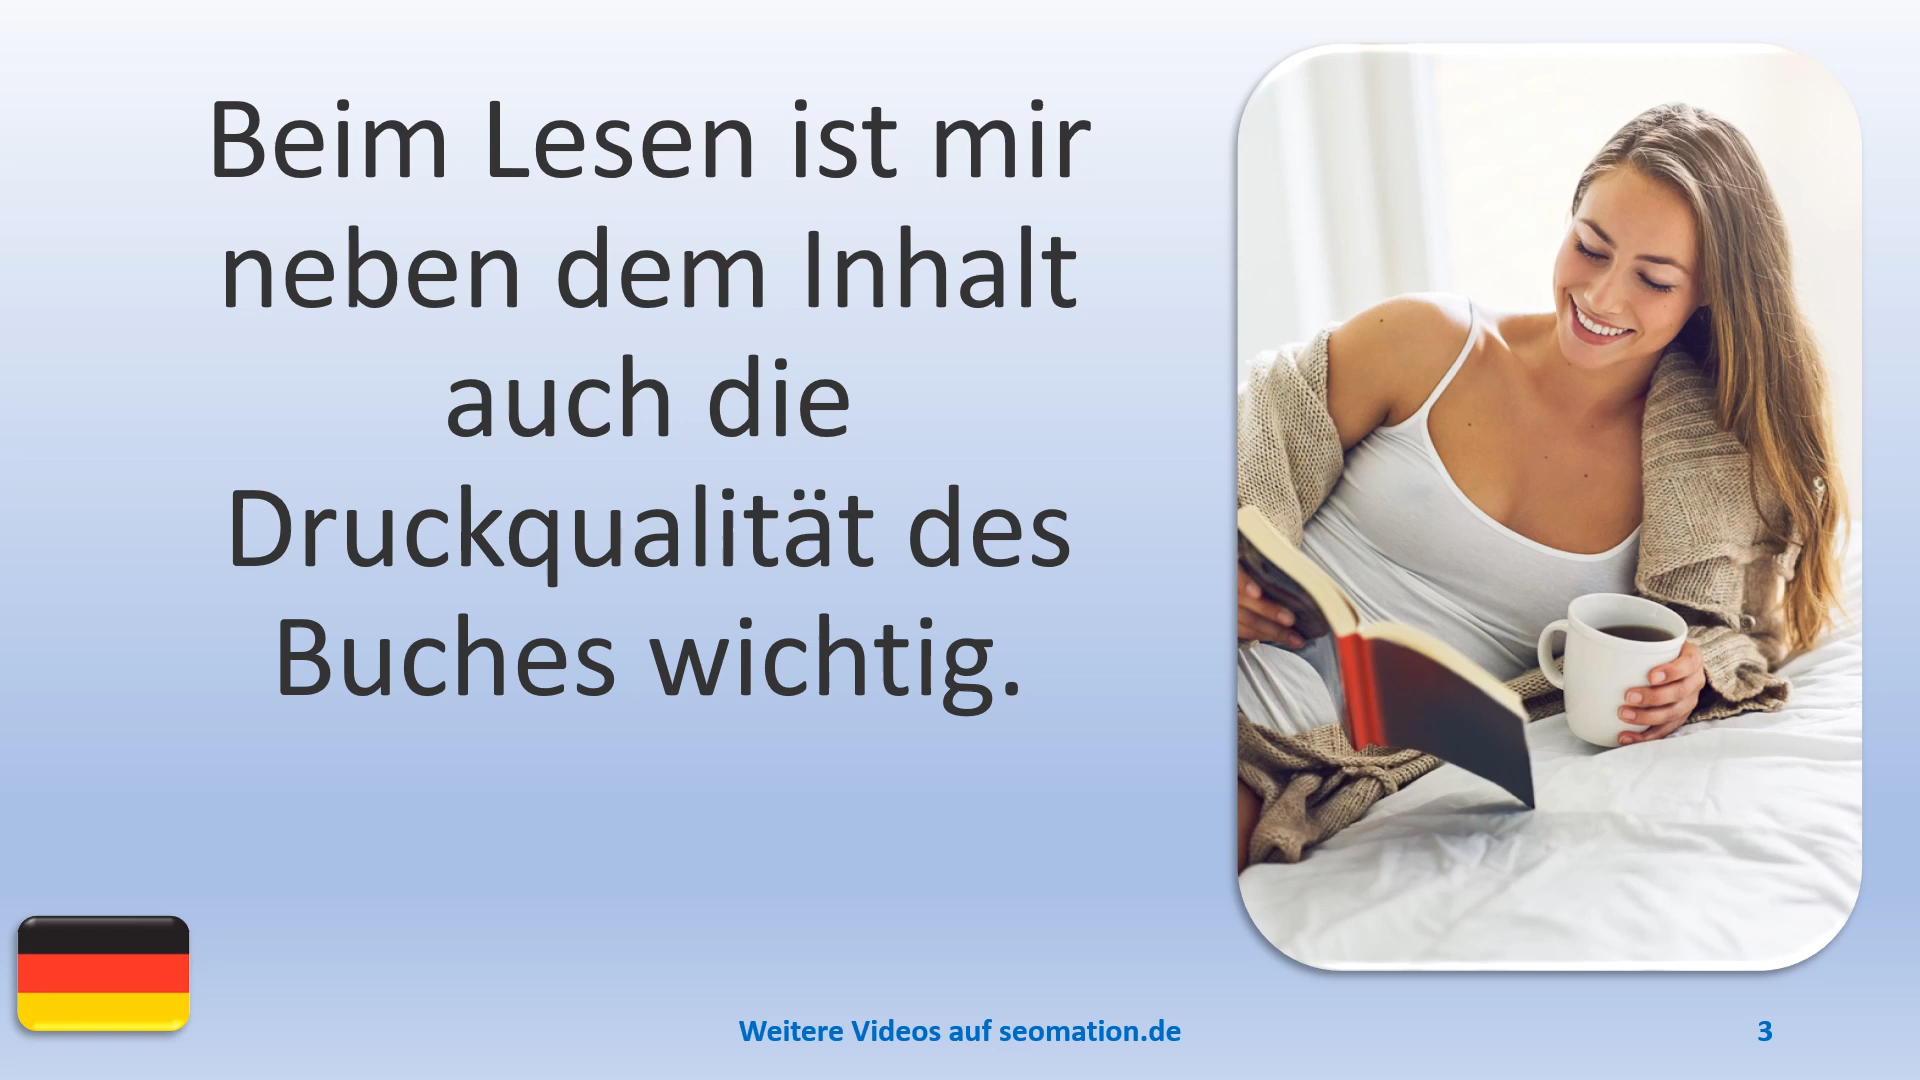 Beim Lesen ist mir
neben dem Inhalt
auch die
Druckqualität des
Buches wichtig.
Weitere Videos auf seomation.de
3